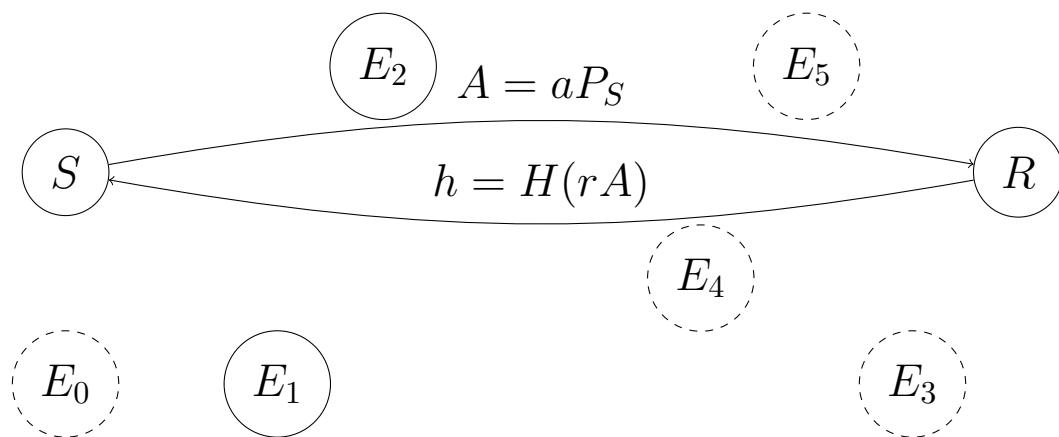 E₂
E₅
A = aP_S
S
h = H(rA)
R
E₄
E₀
E₁
E₃